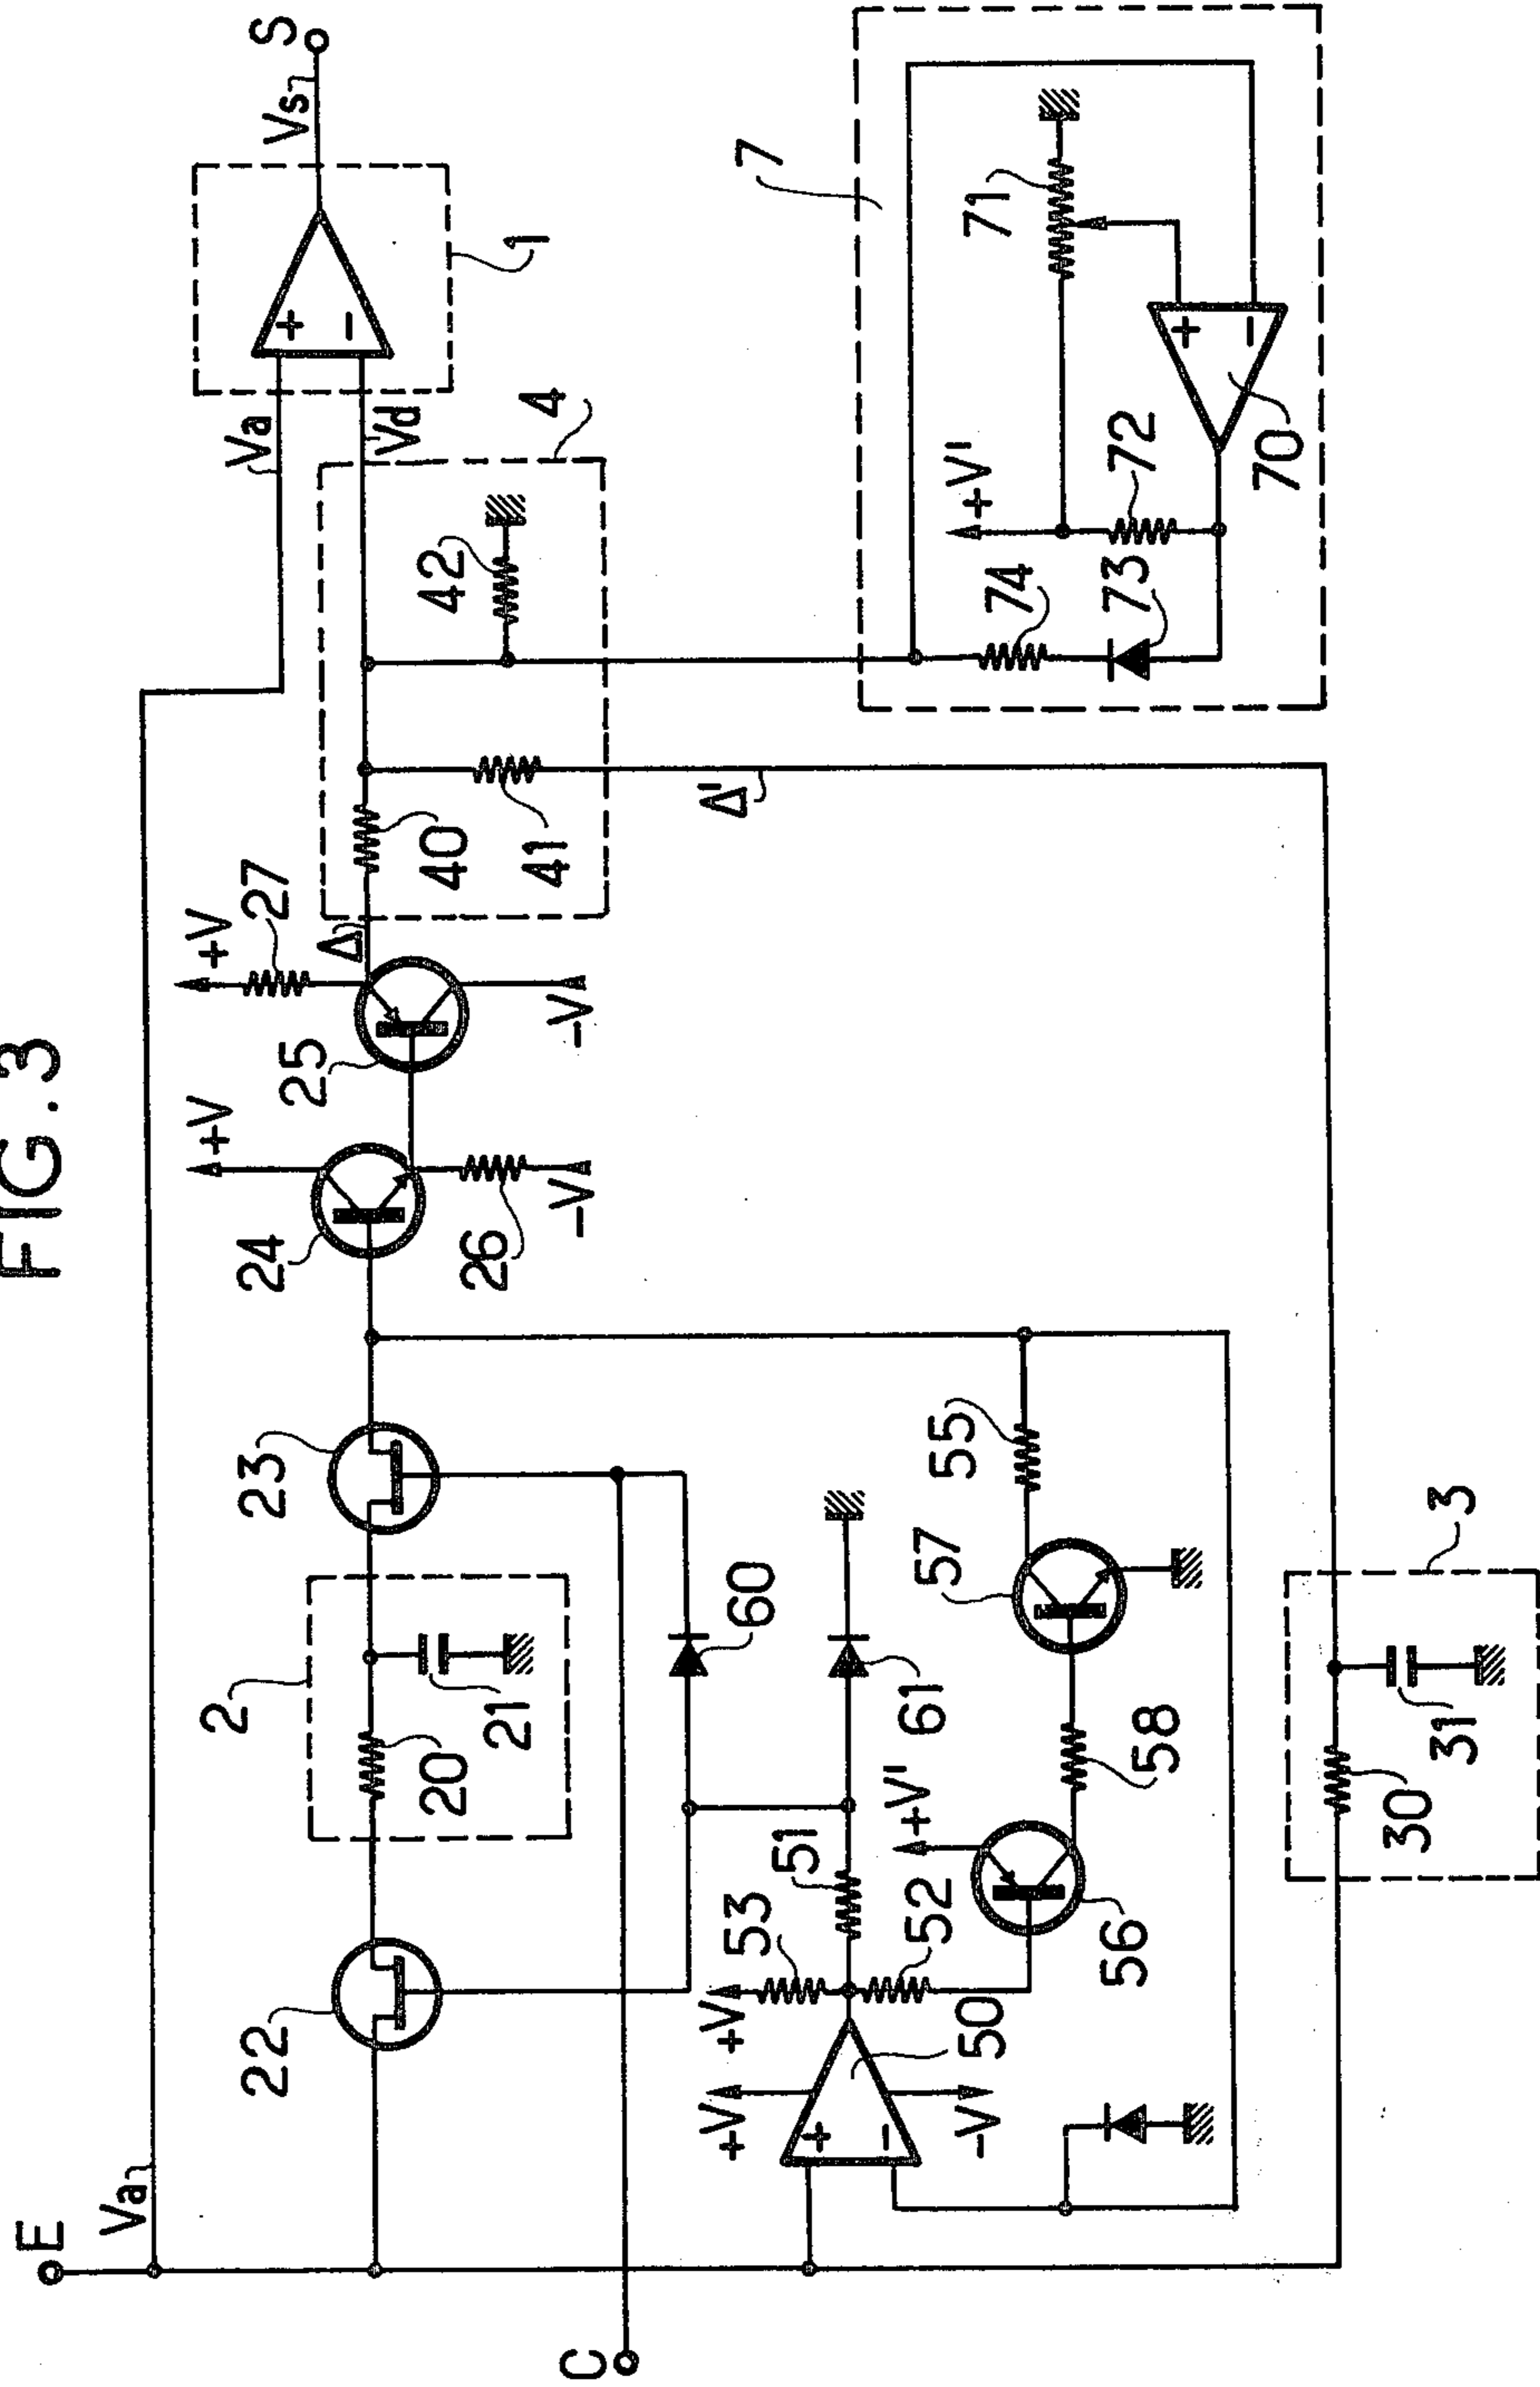 FIG. 3
E
Va
Va
Vs
S
1
Vd
2
22
20
21
23
24
+V
26
-V
25
+V
27
-V
Δ
4
40
41
42
Δ'
C
60
61
+V
+V
53
51
52
50
-V
+V'
56
58
57
55
3
30
31
7
+V'
74
73
72
71
70
+
-
+
-
+
-